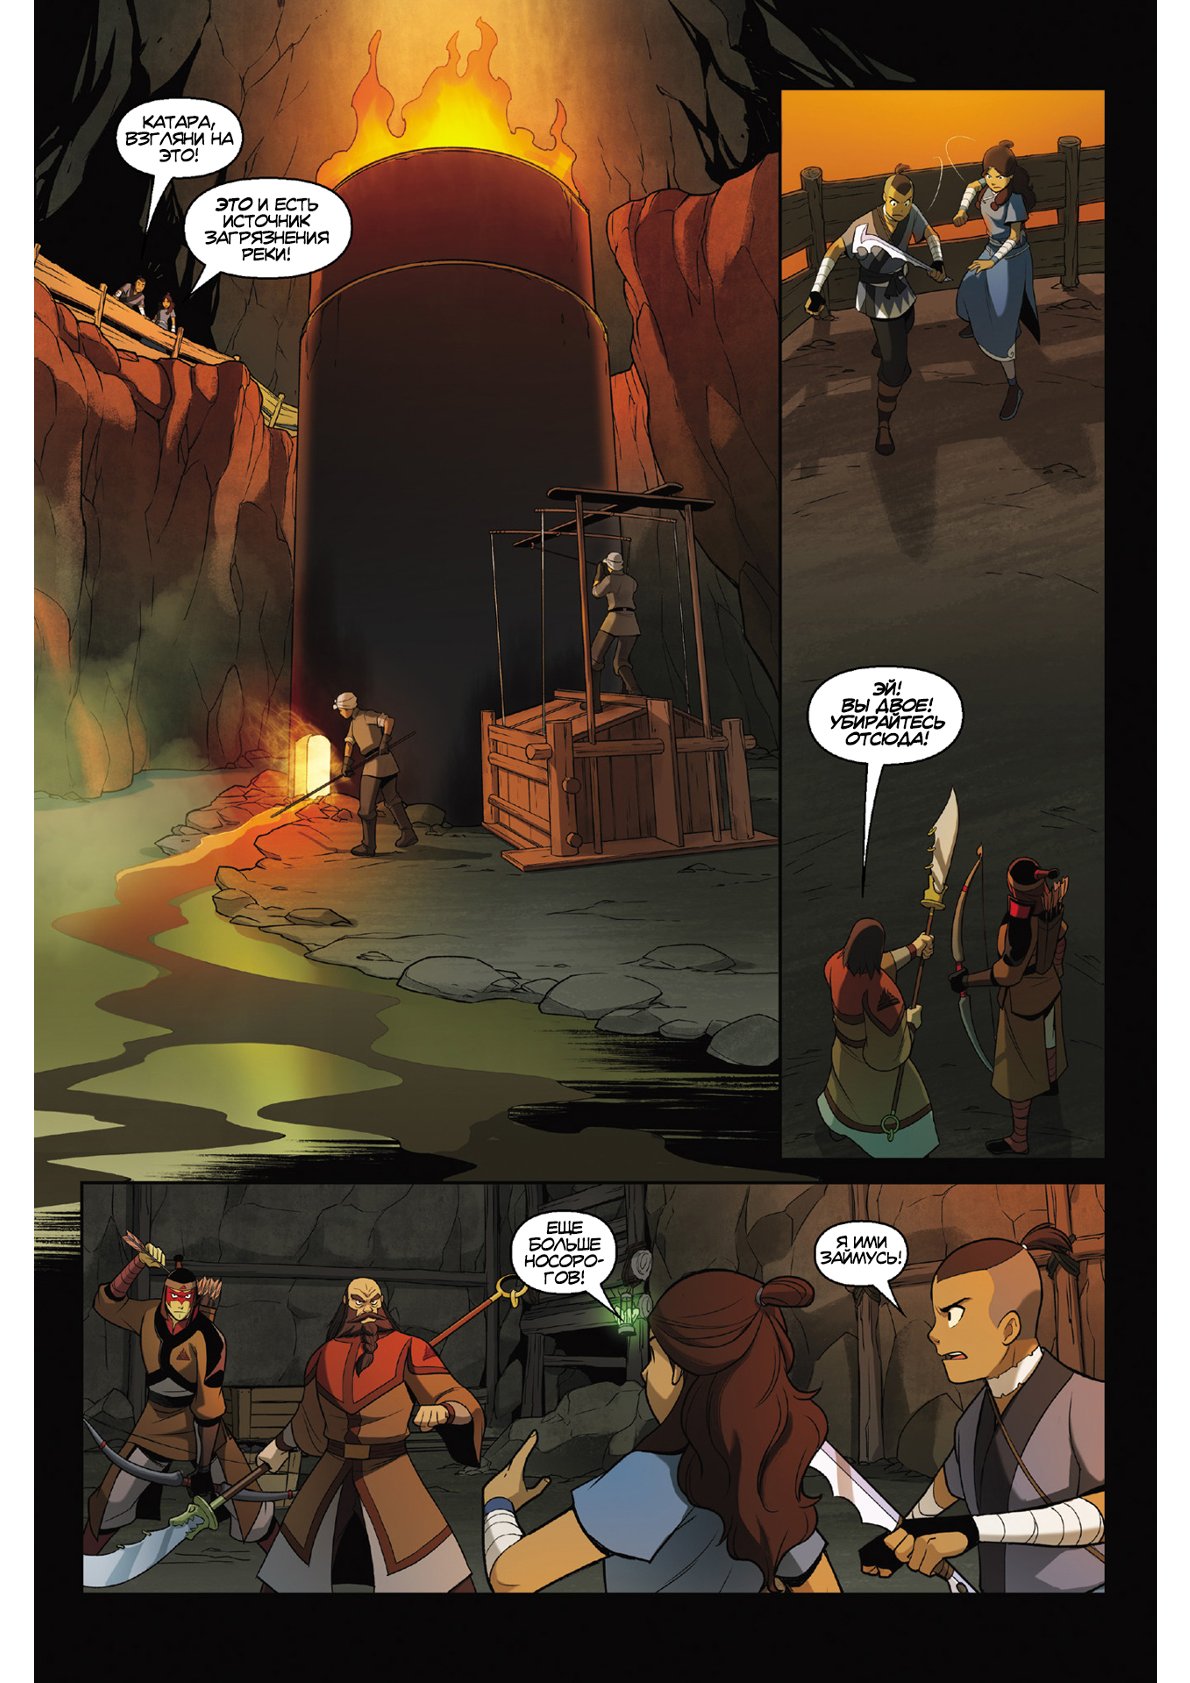 КАТАРА,
ВЗГЛЯНИ НА
ЭТО!
ЭТО И ЕСТЬ
ИСТОЧНИК
ЗАГРЯЗНЕНИЯ
РЕКИ!
ЭЙ!
ВЫ ДВОЕ!
УБИРАЙТЕСЬ
ОТСЮДА!
ЕЩЕ
БОЛЬШЕ
НОСОРО-
ГОВ!
Я ИМИ
ЗАЙМУСЬ!